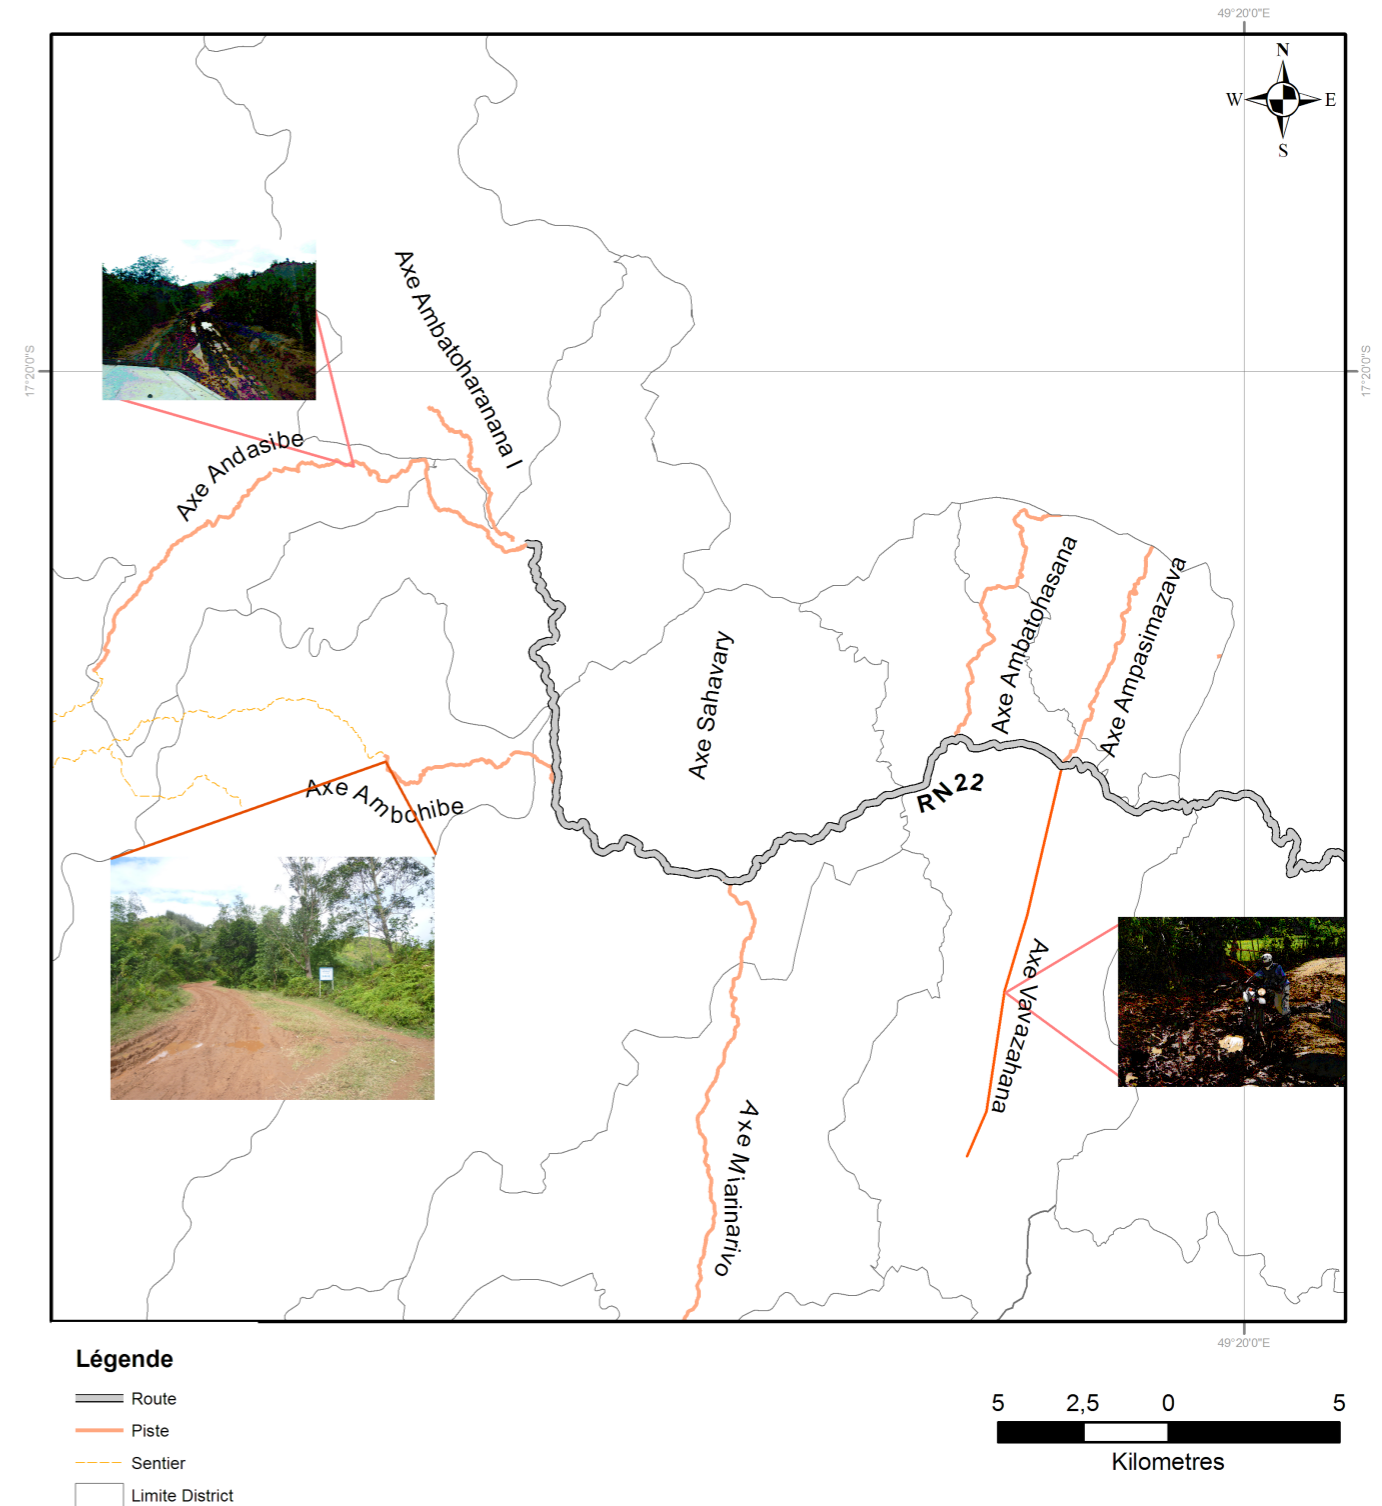 49°20'0"E
N
W E
S
17°20'0"S
17°20'0"S
Axe Ambatoharanana I
Axe Andasibe
Axe Ambatohasana
Axe Ampasimazava
Axe Sahavary
Axe Ambohibe
RN 22
Axe Vavazahana
Axe Miarinarivo
49°20'0"E
Légende
Route
Piste
Sentier
Limite District
5 2,5 0 5
Kilometres